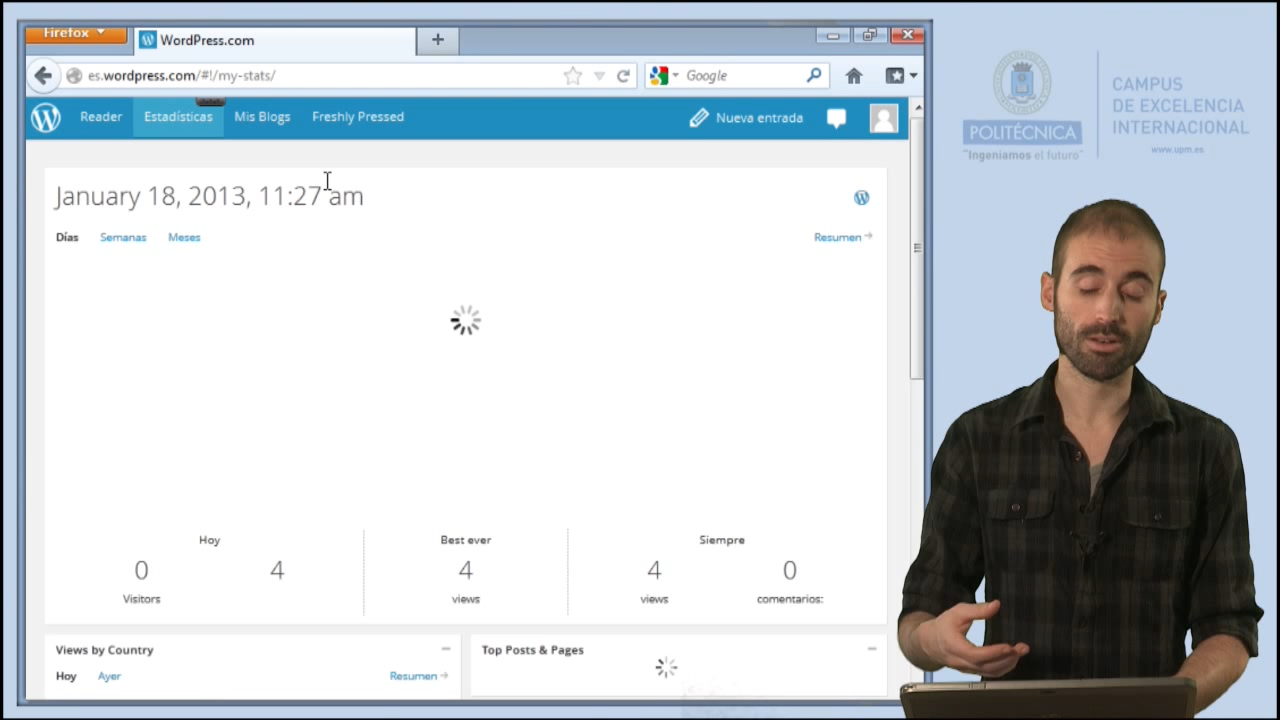 Firefox
WordPress.com
es.wordpress.com/#!/my-stats/
Google
Reader
Estadísticas
Mis Blogs
Freshly Pressed
Nueva entrada
January 18, 2013, 11:27 am
Días
Semanas
Meses
Resumen
Hoy
Best ever
Siempre
0
4
4
4
0
Visitors
views
views
comentarios:
Views by Country
Top Posts & Pages
Hoy
Ayer
Resumen
POLITÉCNICA
"Ingeniamos el futuro"
CAMPUS
DE EXCELENCIA
INTERNACIONAL
www.upm.es